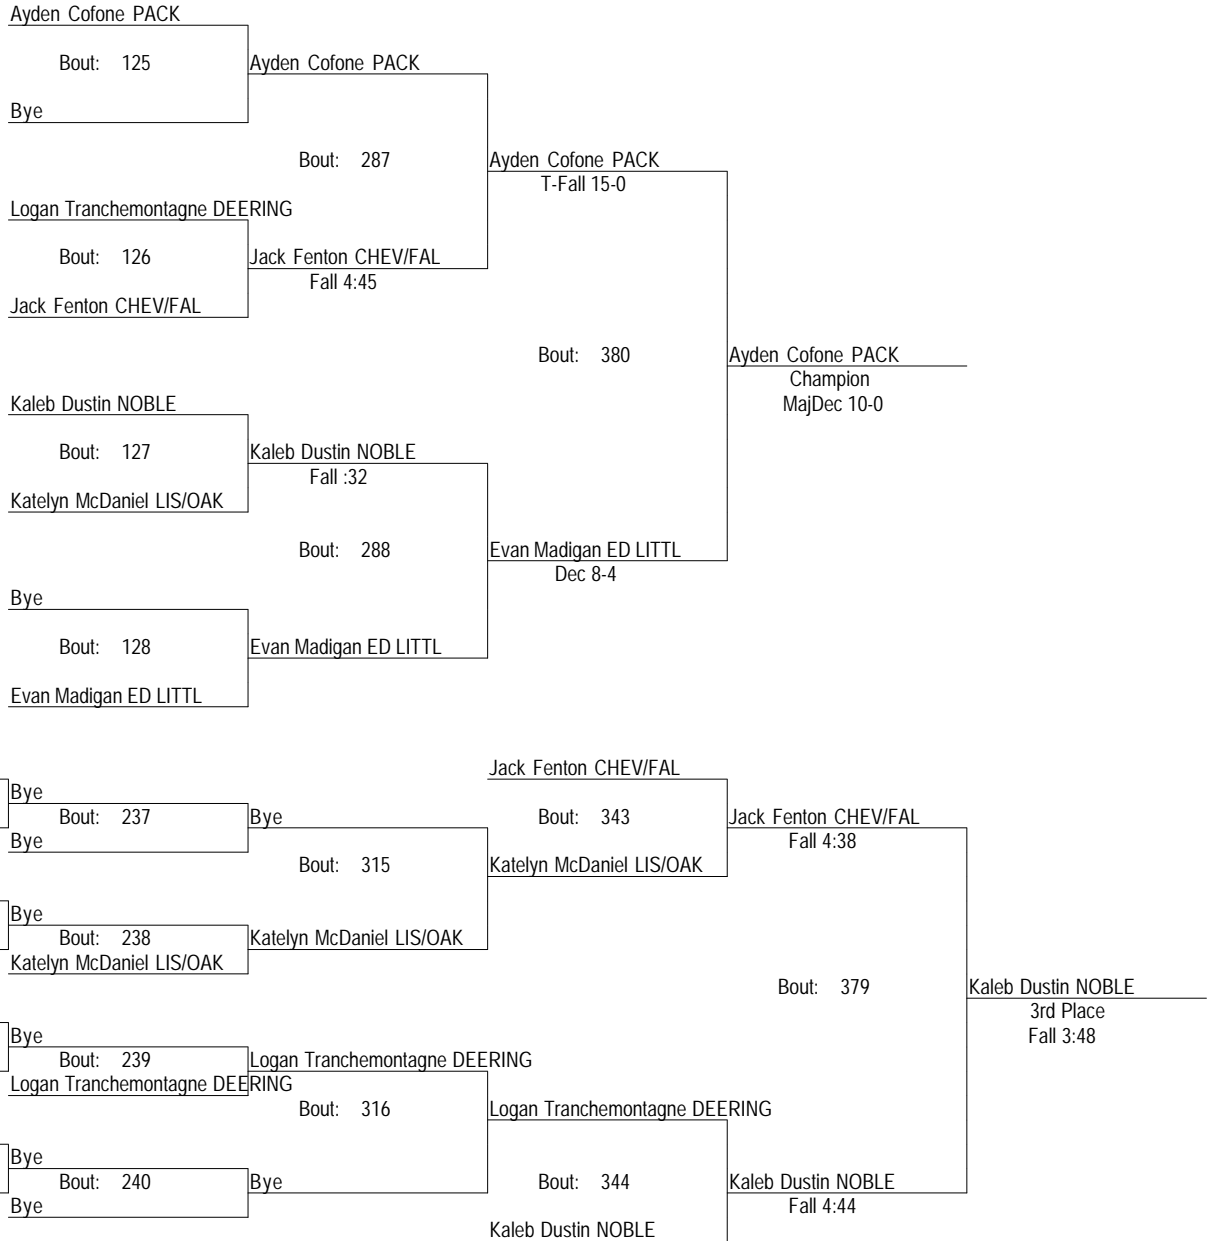 Ayden Cofone PACK
Bout: 125
Ayden Cofone PACK
Bye
Bout: 287
Ayden Cofone PACK
T-Fall 15-0
Logan Tranchemontagne DEERING
Bout: 126
Jack Fenton CHEV/FAL
Fall 4:45
Jack Fenton CHEV/FAL
Bout: 380
Ayden Cofone PACK
Champion
MajDec 10-0
Kaleb Dustin NOBLE
Bout: 127
Kaleb Dustin NOBLE
Fall :32
Katelyn McDaniel LIS/OAK
Bout: 288
Evan Madigan ED LITTL
Dec 8-4
Bye
Bout: 128
Evan Madigan ED LITTL
Evan Madigan ED LITTL
Jack Fenton CHEV/FAL
Bye
Bout: 237
Bye
Bout: 343
Jack Fenton CHEV/FAL
Fall 4:38
Bye
Bout: 315
Katelyn McDaniel LIS/OAK
Bye
Bout: 238
Katelyn McDaniel LIS/OAK
Katelyn McDaniel LIS/OAK
Bout: 379
Kaleb Dustin NOBLE
3rd Place
Fall 3:48
Bye
Bout: 239
Logan Tranchemontagne DEERING
Logan Tranchemontagne DEERING
Bout: 316
Logan Tranchemontagne DEERING
Bye
Bout: 240
Bye
Bout: 344
Kaleb Dustin NOBLE
Fall 4:44
Bye
Kaleb Dustin NOBLE